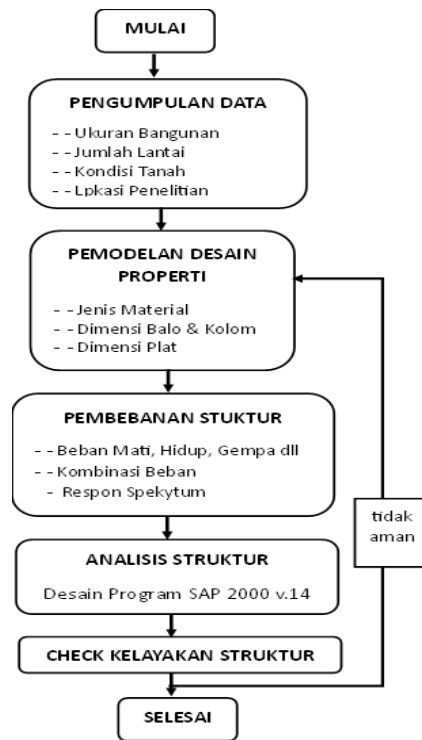 MULAI
PENGUMPULAN DATA
- - Ukuran Bangunan
- - Jumlah Lantai
- - Kondisi Tanah
- - Lpkasi Penelitian
PEMODELAN DESAIN
PROPERTI
- - Jenis Material
- - Dimensi Balo & Kolom
- - Dimensi Plat
PEMBEBANAN STUKTUR
- - Beban Mati, Hidup, Gempa dll
- - Kombinasi Beban
- Respon Spekytum
tidak
aman
ANALISIS STRUKTUR
Desain Program SAP 2000 v.14
CHECK KELAYAKAN STRUKTUR
SELESAI